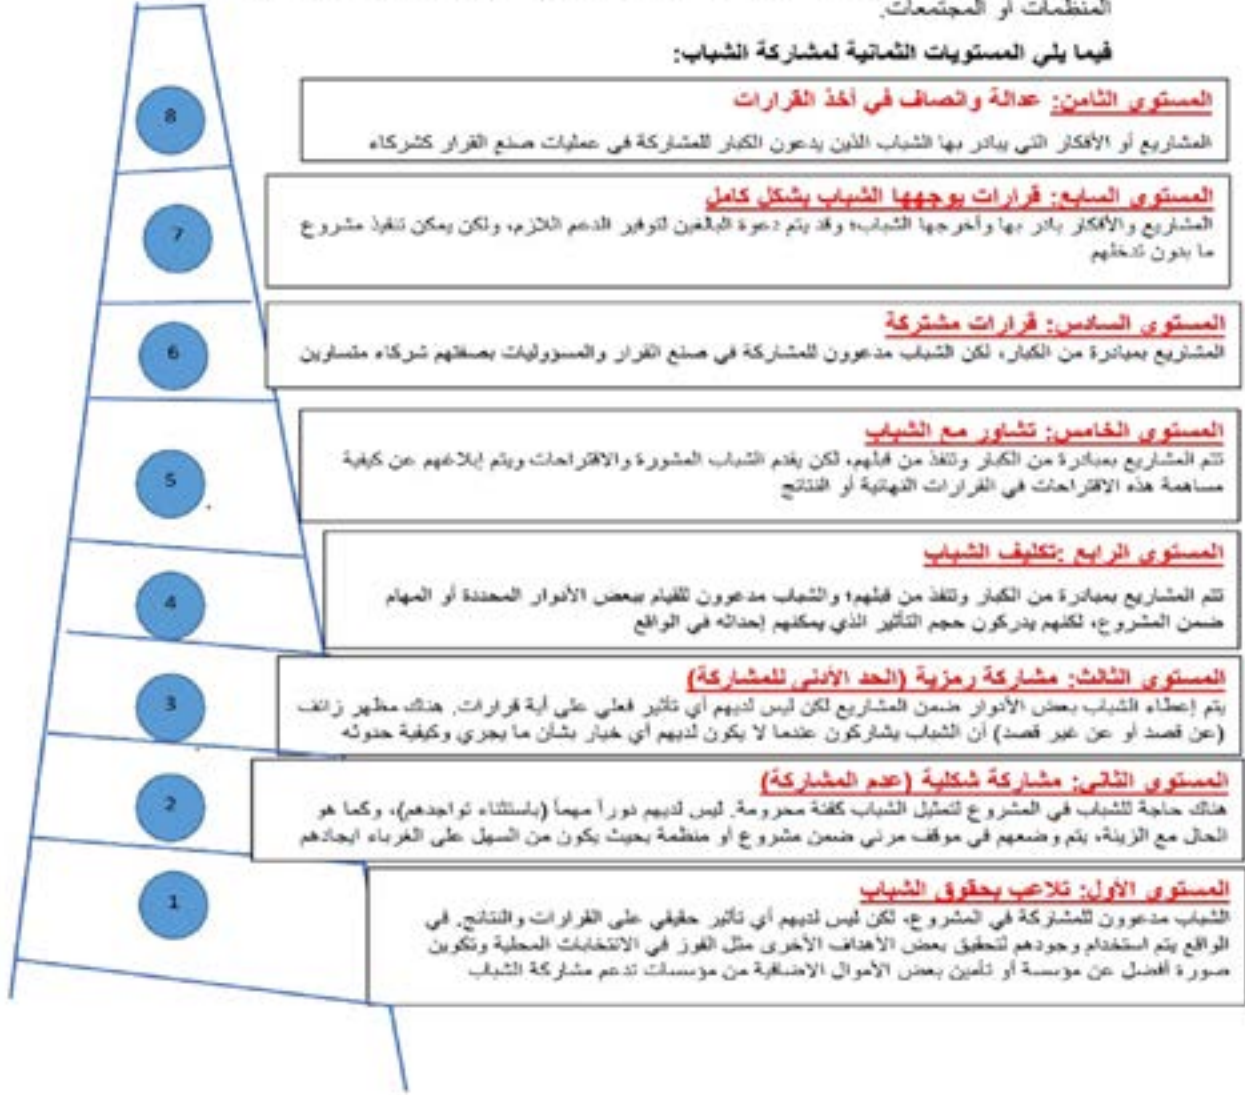 المنظمات أو المجتمعات.
فيما يلي المستويات الثمانية لمشاركة الشباب:
8
المستوى الثامن: عدالة وانصاف في أخذ القرارات
المشاريع أو الأفكار التي يبادر بها الشباب الذين يدعون الكبار للمشاركة في عمليات صنع القرار كشركاء
7
المستوى السابع: قرارات يوجهها الشباب بشكل كامل
المشاريع والأفكار بادر بها وأخرجها الشباب؛ وقد يتم دعوة البالغين لتوفير الدعم اللازم، ولكن يمكن تنفيذ مشروع
ما بدون تدخلهم
6
المستوى السادس: قرارات مشتركة
المشاريع بمبادرة من الكبار، لكن الشباب مدعوون للمشاركة في صنع القرار والمسؤوليات بصفتهم شركاء متساوين
5
المستوى الخامس: تشاور مع الشباب
تتم المشاريع بمبادرة من الكبار وتنفذ من قبلهم، لكن يقدم الشباب المشورة والاقتراحات ويتم إبلاغهم عن كيفية
مساهمة هذه الاقتراحات في القرارات النهائية أو النتائج
4
المستوى الرابع :تكليف الشباب
تتم المشاريع بمبادرة من الكبار وتنفذ من قبلهم؛ والشباب مدعوون للقيام ببعض الأدوار المحددة أو المهام
ضمن المشروع، لكنهم يدركون حجم التأثير الذي يمكنهم إحداثه في الواقع
3
المستوى الثالث: مشاركة رمزية (الحد الأدنى للمشاركة)
يتم إعطاء الشباب بعض الأدوار ضمن المشاريع لكن ليس لديهم أي تأثير فعلي على أية قرارات. هناك مظهر زائف
(عن قصد أو عن غير قصد) أن الشباب يشاركون عندما لا يكون لديهم أي خيار بشأن ما يجري وكيفية حدوثه
2
المستوى الثاني: مشاركة شكلية (عدم المشاركة)
هناك حاجة للشباب في المشروع لتمثيل الشباب كفئة محرومة. ليس لديهم دوراً مهماً (باستثناء تواجدهم)، وكما هو
الحال مع الزينة، يتم وضعهم في موقف مرئي ضمن مشروع أو منظمة بحيث يكون من السهل على الغرباء ايجادهم
1
المستوى الأول: تلاعب بحقوق الشباب
الشباب مدعوون للمشاركة في المشروع، لكن ليس لديهم أي تأثير حقيقي على القرارات والنتائج. في
الواقع يتم استخدام وجودهم لتحقيق بعض الأهداف الأخرى مثل الفوز في الانتخابات المحلية وتكوين
صورة أفضل عن مؤسسة أو تأمين بعض الأموال الاضافية من مؤسسات تدعم مشاركة الشباب